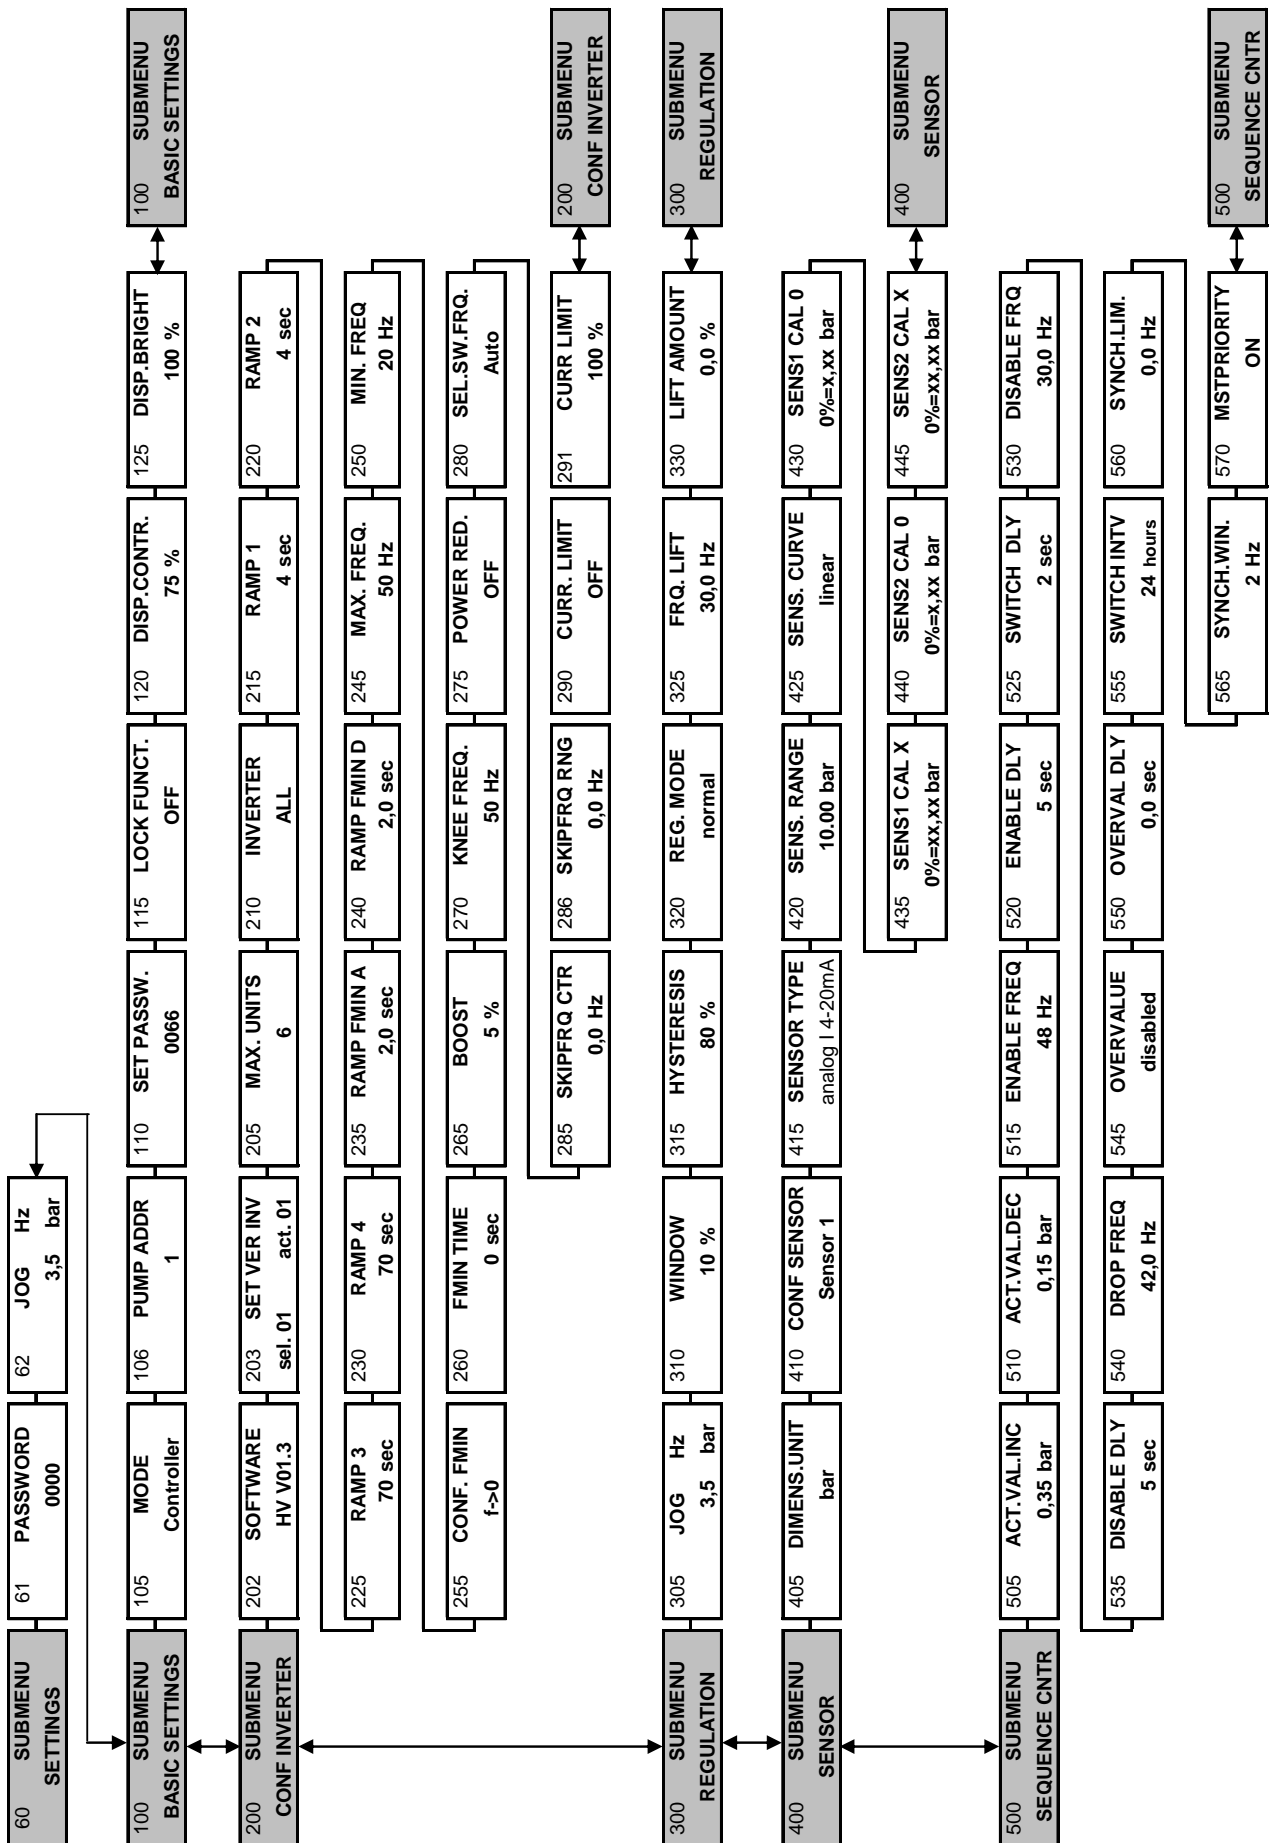 60 SUBMENU
SETTINGS
61 PASSWORD
0000
62 JOG Hz
3,5 bar
100 SUBMENU
BASIC SETTINGS
105 MODE
Controller
106 PUMP ADDR
1
110 SET PASSW.
0066
115 LOCK FUNCT.
OFF
120 DISP.CONTR.
75 %
125 DISP.BRIGHT
100 %
100 SUBMENU
BASIC SETTINGS
200 SUBMENU
CONF INVERTER
202 SOFTWARE
HV V01.3
203 SET VER INV
sel. 01 act. 01
205 MAX. UNITS
6
210 INVERTER
ALL
215 RAMP 1
4 sec
220 RAMP 2
4 sec
225 RAMP 3
70 sec
230 RAMP 4
70 sec
235 RAMP FMIN A
2,0 sec
240 RAMP FMIN D
2,0 sec
245 MAX. FREQ.
50 Hz
250 MIN. FREQ
20 Hz
255 CONF. FMIN
f->0
260 FMIN TIME
0 sec
265 BOOST
5 %
270 KNEE FREQ.
50 Hz
275 POWER RED.
OFF
280 SEL.SW.FRQ.
Auto
285 SKIPFRQ CTR
0,0 Hz
286 SKIPFRQ RNG
0,0 Hz
290 CURR. LIMIT
OFF
291 CURR LIMIT
100 %
200 SUBMENU
CONF INVERTER
300 SUBMENU
REGULATION
305 JOG Hz
3,5 bar
310 WINDOW
10 %
315 HYSTERESIS
80 %
320 REG. MODE
normal
325 FRQ. LIFT
30,0 Hz
330 LIFT AMOUNT
0,0 %
300 SUBMENU
REGULATION
400 SUBMENU
SENSOR
405 DIMENS.UNIT
bar
410 CONF SENSOR
Sensor 1
415 SENSOR TYPE
analog I 4-20mA
420 SENS. RANGE
10.00 bar
425 SENS. CURVE
linear
430 SENS1 CAL 0
0%=x,xx bar
435 SENS1 CAL X
0%=xx,xx bar
440 SENS2 CAL 0
0%=x,xx bar
445 SENS2 CAL X
0%=xx,xx bar
400 SUBMENU
SENSOR
500 SUBMENU
SEQUENCE CNTR
505 ACT.VAL.INC
0,35 bar
510 ACT.VAL.DEC
0,15 bar
515 ENABLE FREQ
48 Hz
520 ENABLE DLY
5 sec
525 SWITCH DLY
2 sec
530 DISABLE FRQ
30,0 Hz
535 DISABLE DLY
5 sec
540 DROP FREQ
42,0 Hz
545 OVERVALUE
disabled
550 OVERVAL DLY
0,0 sec
555 SWITCH INTV
24 hours
560 SYNCH.LIM.
0,0 Hz
565 SYNCH.WIN.
2 Hz
570 MSTPRIORITY
ON
500 SUBMENU
SEQUENCE CNTR